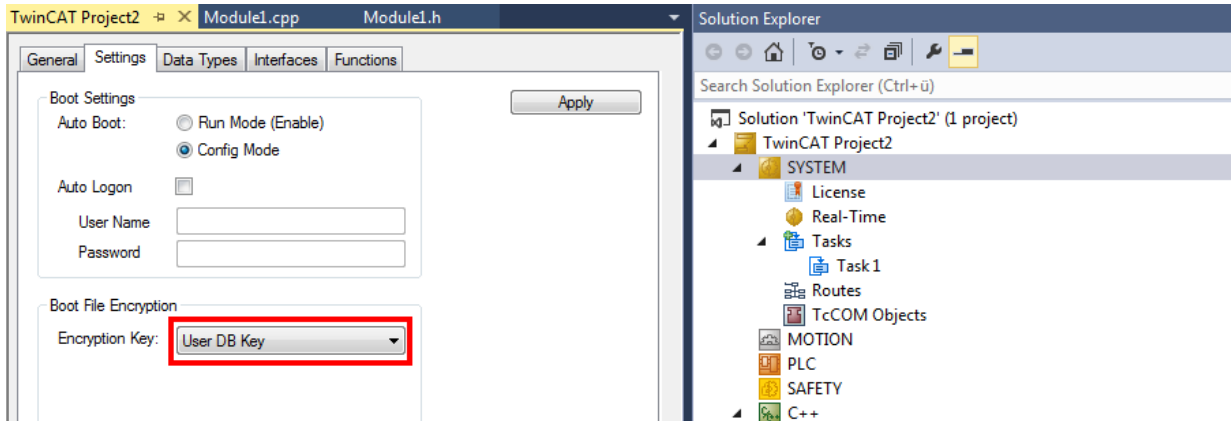 TwinCAT Project2 Module1.cpp Module1.h
General Settings Data Types Interfaces Functions
Boot Settings
Auto Boot: Run Mode (Enable)
Config Mode
Apply
Auto Logon
User Name
Password
Boot File Encryption
Encryption Key: User DB Key
Solution Explorer
Search Solution Explorer (Ctrl+ü)
Solution 'TwinCAT Project2' (1 project)
TwinCAT Project2
SYSTEM
License
Real-Time
Tasks
Task 1
Routes
TcCOM Objects
MOTION
PLC
SAFETY
C++